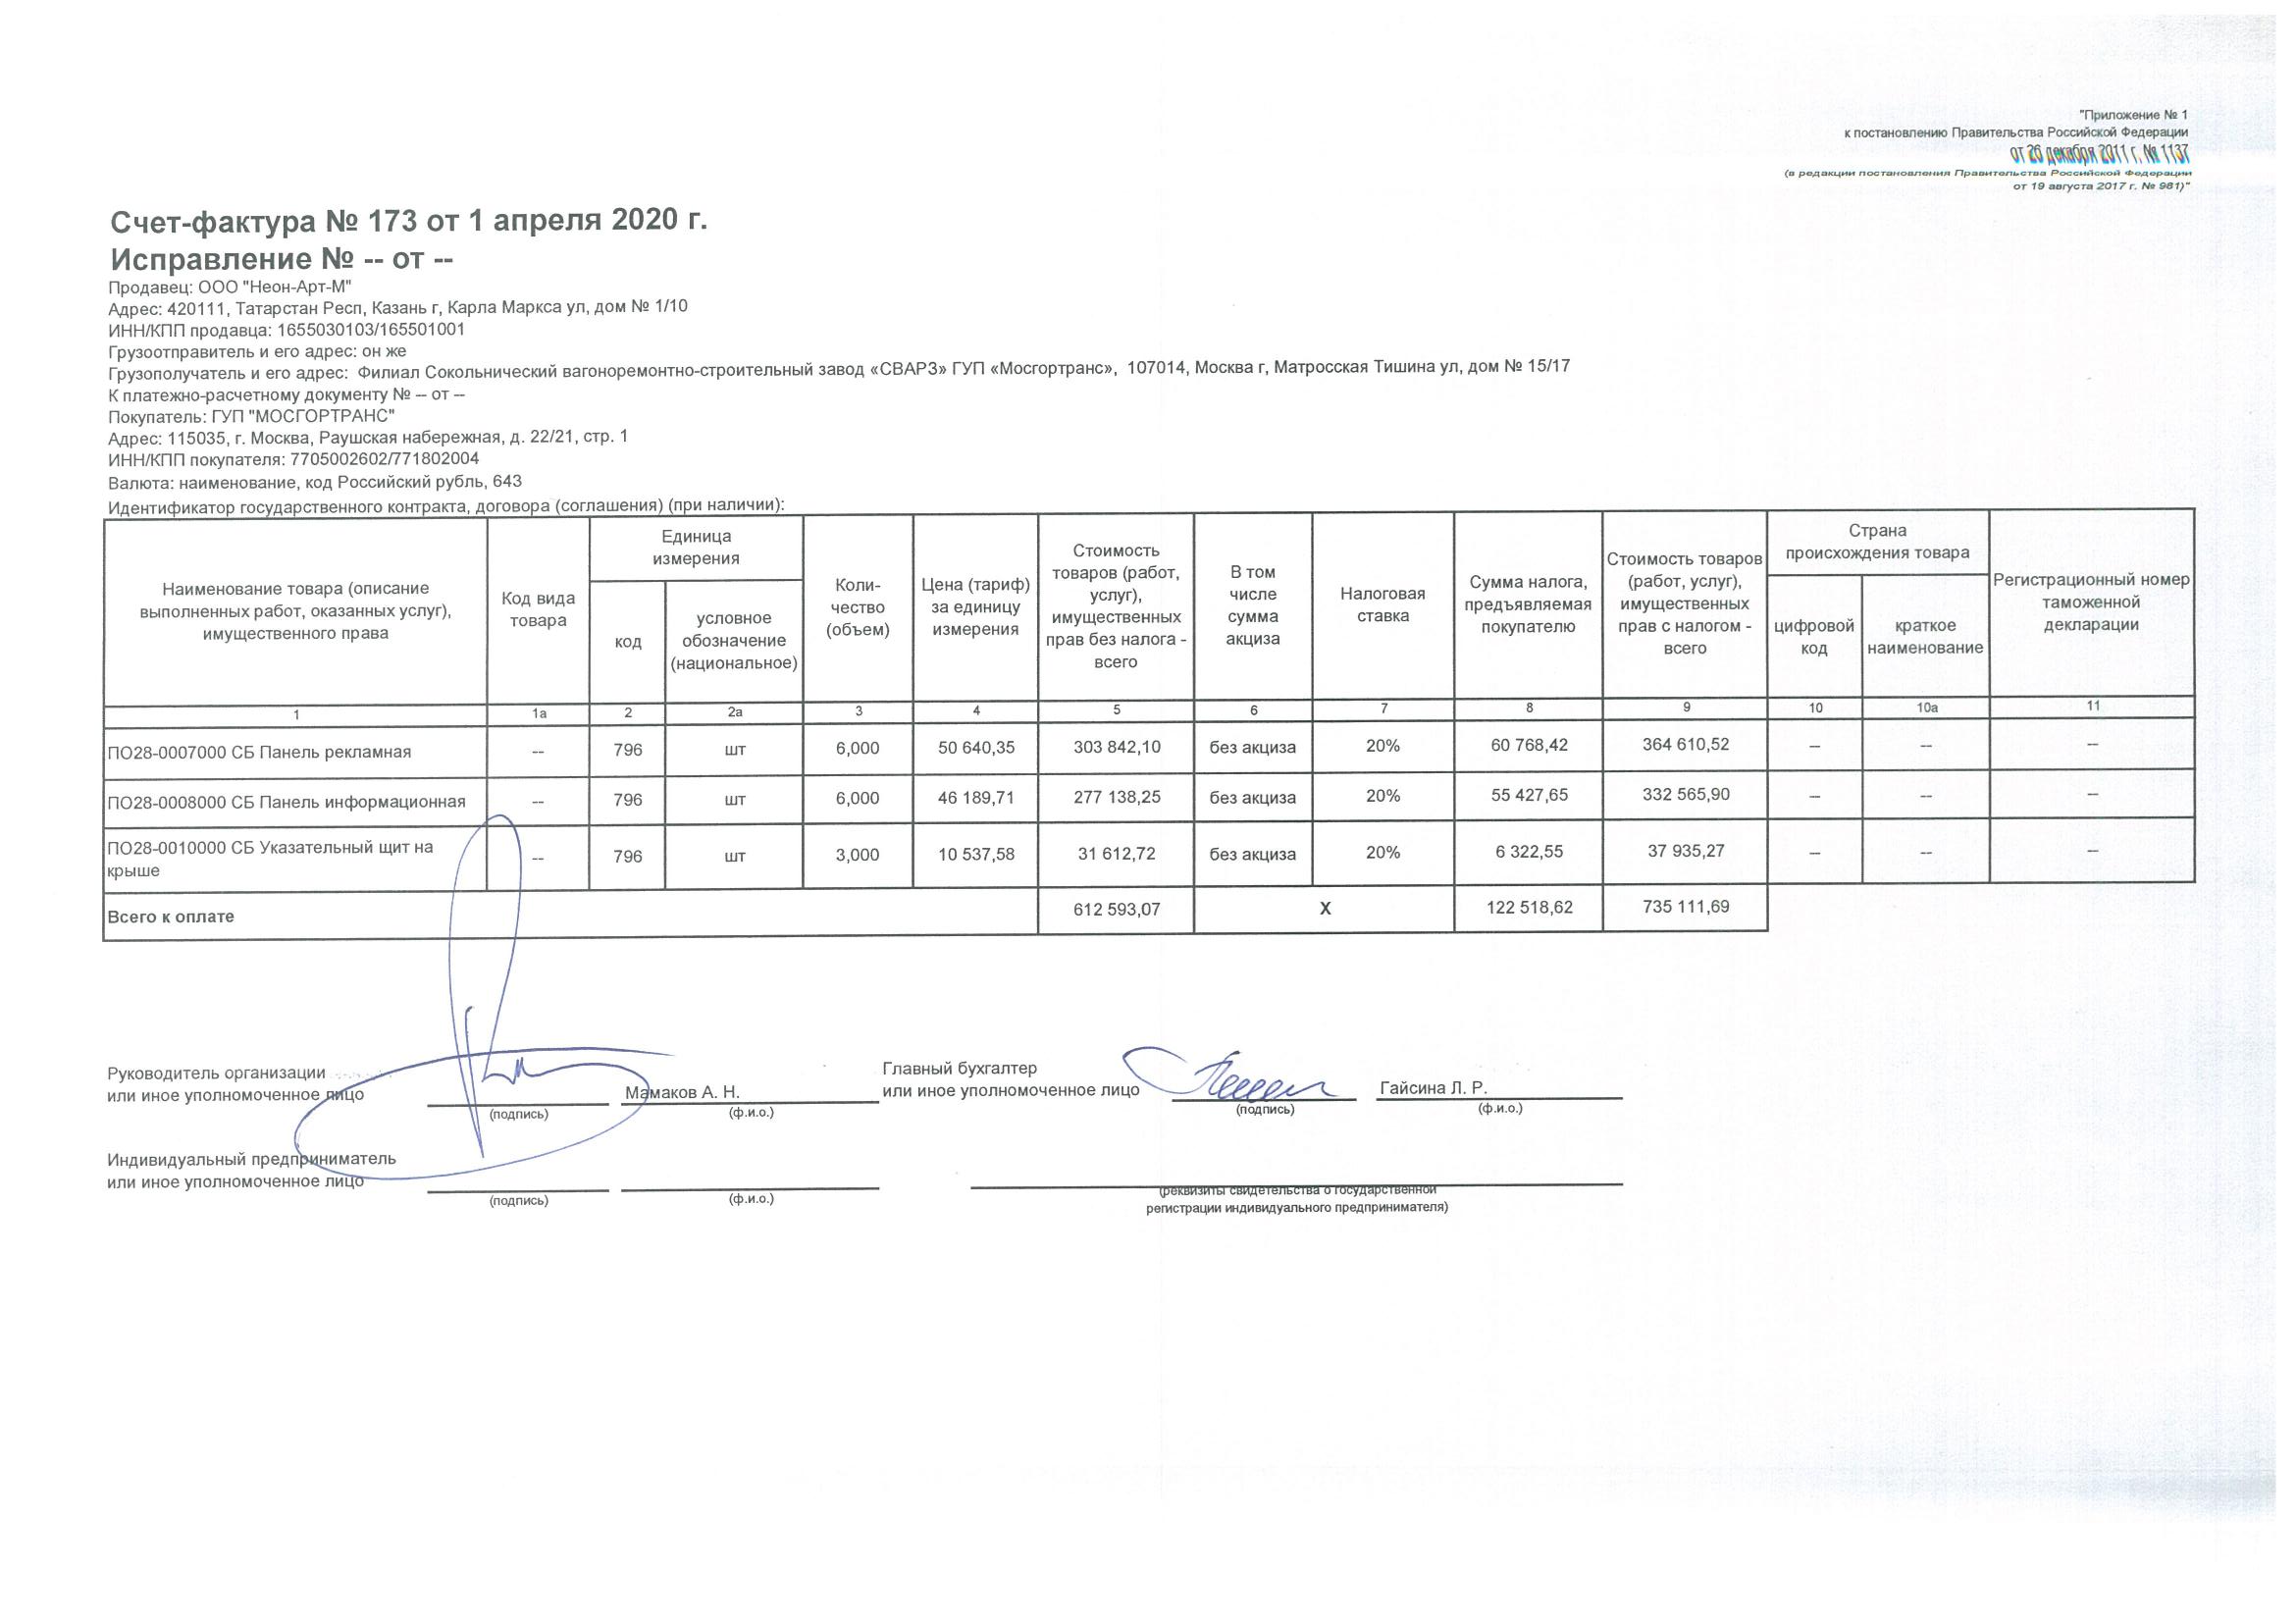 "Приложение № 1
к постановлению Правительства Российской Федерации
от 26 декабря 2011 г. № 1137
(в редакции постановления Правительства Российской Федерации
от 19 августа 2017 г. № 981)"
Счет-фактура № 173 от 1 апреля 2020 г.
Исправление № -- от --
Продавец: ООО "Неон-Арт-М"
Адрес: 420111, Татарстан Респ, Казань г, Карла Маркса ул, дом № 1/10
ИНН/КПП продавца: 1655030103/165501001
Грузоотправитель и его адрес: он же
Грузополучатель и его адрес: Филиал Сокольнический вагоноремонтно-строительный завод «СВАРЗ» ГУП «Мосгортранс», 107014, Москва г, Матросская Тишина ул, дом № 15/17
К платежно-расчетному документу № -- от --
Покупатель: ГУП "МОСГОРТРАНС"
Адрес: 115035, г. Москва, Раушская набережная, д. 22/21, стр. 1
ИНН/КПП покупателя: 7705002602/771802004
Валюта: наименование, код Российский рубль, 643
Идентификатор государственного контракта, договора (соглашения) (при наличии):
Наименование товара (описание
выполненных работ, оказанных услуг),
имущественного права
Код вида
товара
Единица
измерения
код
условное
обозначение
(национальное)
Коли-
чество
(объем)
Цена (тариф)
за единицу
измерения
Стоимость
товаров (работ,
услуг),
имущественных
прав без налога -
всего
В том
числе
сумма
акциза
Налоговая
ставка
Сумма налога,
предъявляемая
покупателю
Стоимость товаров
(работ, услуг),
имущественных
прав с налогом -
всего
Страна
происхождения товара
цифровой
код
краткое
наименование
Регистрационный номер
таможенной
декларации
1 1а 2 2а 3 4 5 6 7 8 9 10 10а 11
ПО28-0007000 СБ Панель рекламная -- 796 шт 6,000 50 640,35 303 842,10 без акциза 20% 60 768,42 364 610,52 -- -- --
ПО28-0008000 СБ Панель информационная -- 796 шт 6,000 46 189,71 277 138,25 без акциза 20% 55 427,65 332 565,90 -- -- --
ПО28-0010000 СБ Указательный щит на
крыше -- 796 шт 3,000 10 537,58 31 612,72 без акциза 20% 6 322,55 37 935,27 -- -- --
Всего к оплате 612 593,07 X 122 518,62 735 111,69
Руководитель организации
или иное уполномоченное лицо
(подпись)
Мамаков А. Н.
(ф.и.о.)
Главный бухгалтер
или иное уполномоченное лицо
(подпись)
Гайсина Л. Р.
(ф.и.о.)
Индивидуальный предприниматель
или иное уполномоченное лицо
(подпись)
(ф.и.о.)
(реквизиты свидетельства о государственной
регистрации индивидуального предпринимателя)